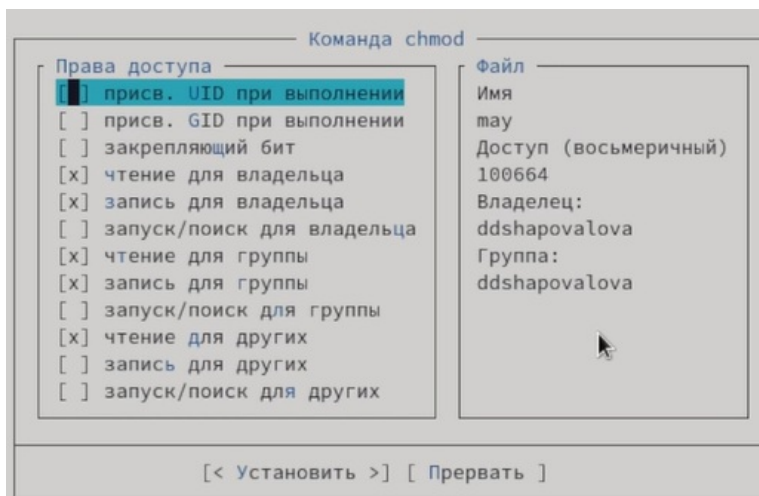 Команда chmod
Права доступа
[ ] присв. UID при выполнении
[ ] присв. GID при выполнении
[ ] закрепляющий бит
[x] чтение для владельца
[x] запись для владельца
[ ] запуск/поиск для владельца
[x] чтение для группы
[x] запись для группы
[ ] запуск/поиск для группы
[x] чтение для других
[ ] запись для других
[ ] запуск/поиск для других
Файл
Имя
may
Доступ (восьмеричный)
100664
Владелец:
ddshapovalova
Группа:
ddshapovalova
[< Установить >] [ Прервать ]